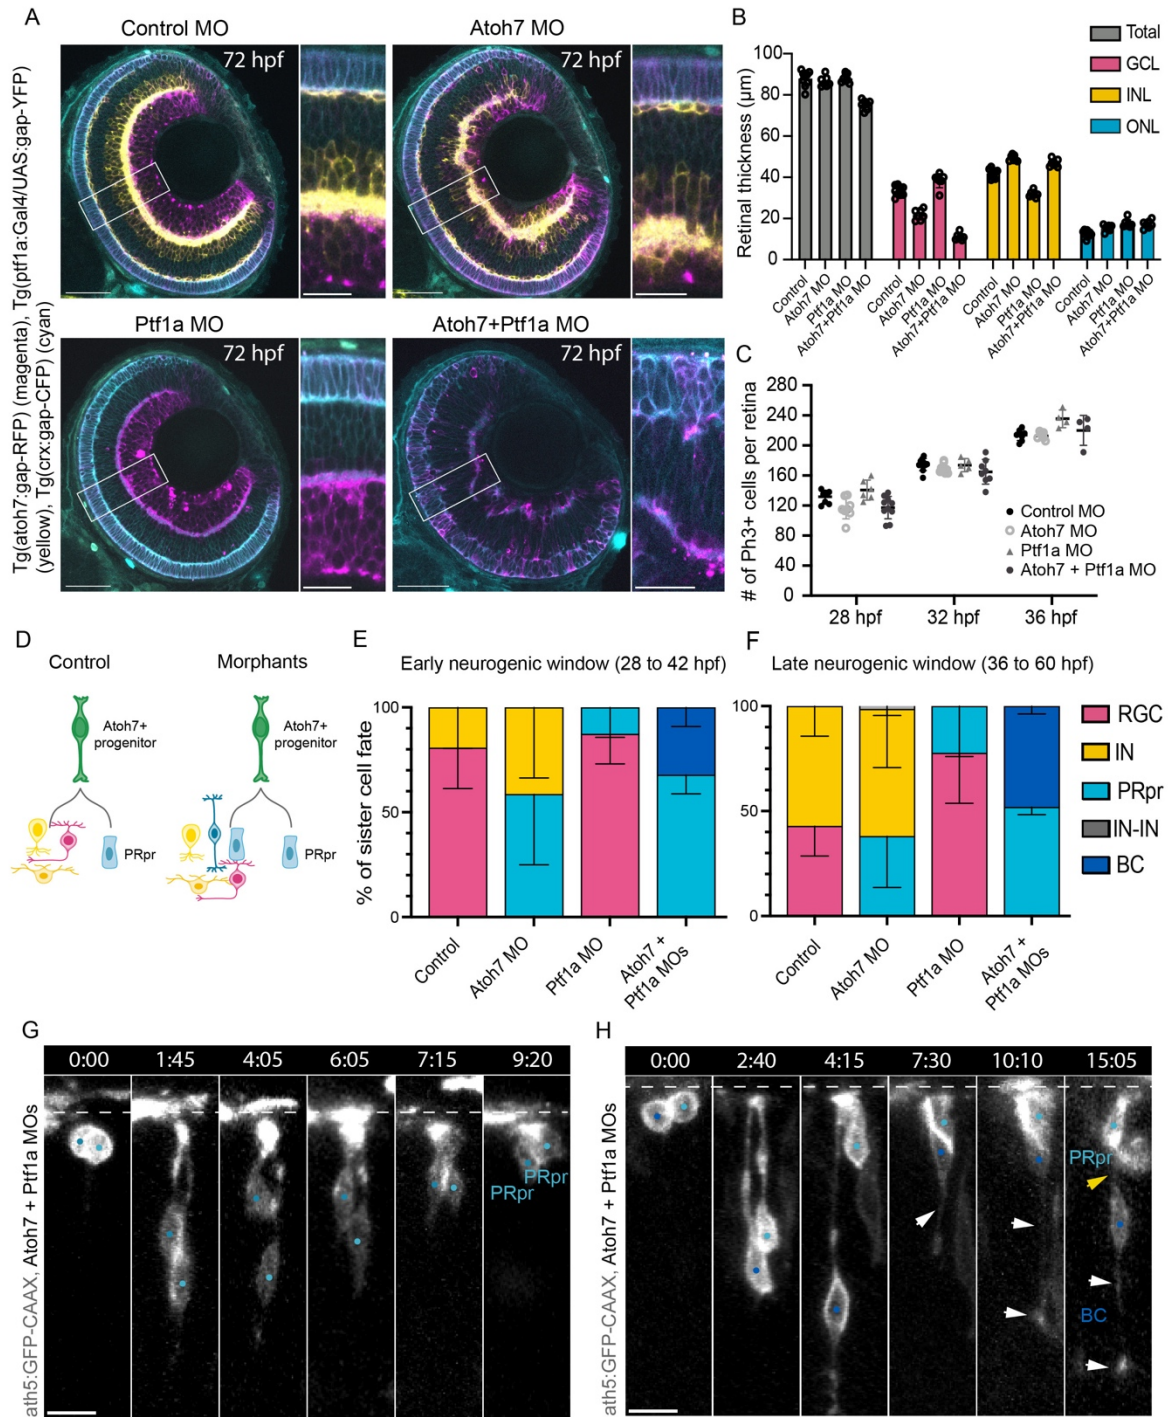 A
Control MO
Atoh7 MO
72 hpf
72 hpf
Ptf1a MO
Atoh7+Ptf1a MO
72 hpf
72 hpf
Tg(atoh7:gap-RFP) (magenta), Tg(ptf1a:Gal4/UAS:gap-YFP)
(yellow), Tg(crx:gap-CFP) (cyan)
B
Retinal thickness (μm)
100
80
60
40
20
0
Control
Atoh7 MO
Ptf1a MO
Atoh7+Ptf1a MO
Control
Atoh7 MO
Ptf1a MO
Atoh7+Ptf1a MO
Control
Atoh7 MO
Ptf1a MO
Atoh7+Ptf1a MO
Control
Atoh7 MO
Ptf1a MO
Atoh7+Ptf1a MO
Total
GCL
INL
ONL
C
# of Ph3+ cells per retina
280
240
200
160
120
80
40
0
28 hpf
32 hpf
36 hpf
Control MO
Atoh7 MO
Ptf1a MO
Atoh7 + Ptf1a MO
D
Control
Morphants
Atoh7+
progenitor
Atoh7+
progenitor
PRpr
PRpr
E
Early neurogenic window (28 to 42 hpf)
% of sister cell fate
100
50
0
Control
Atoh7 MO
Ptf1a MO
Atoh7 +
Ptf1a MOs
F
Late neurogenic window (36 to 60 hpf)
100
50
0
Control
Atoh7 MO
Ptf1a MO
Atoh7 +
Ptf1a MOs
RGC
IN
PRpr
IN-IN
BC
G
0:00
1:45
4:05
6:05
7:15
9:20
ath5:GFP-CAAX, Atoh7 + Ptf1a MOs
PRpr
PRpr
H
0:00
2:40
4:15
7:30
10:10
15:05
ath5:GFP-CAAX, Atoh7 + Ptf1a MOs
PRpr
BC